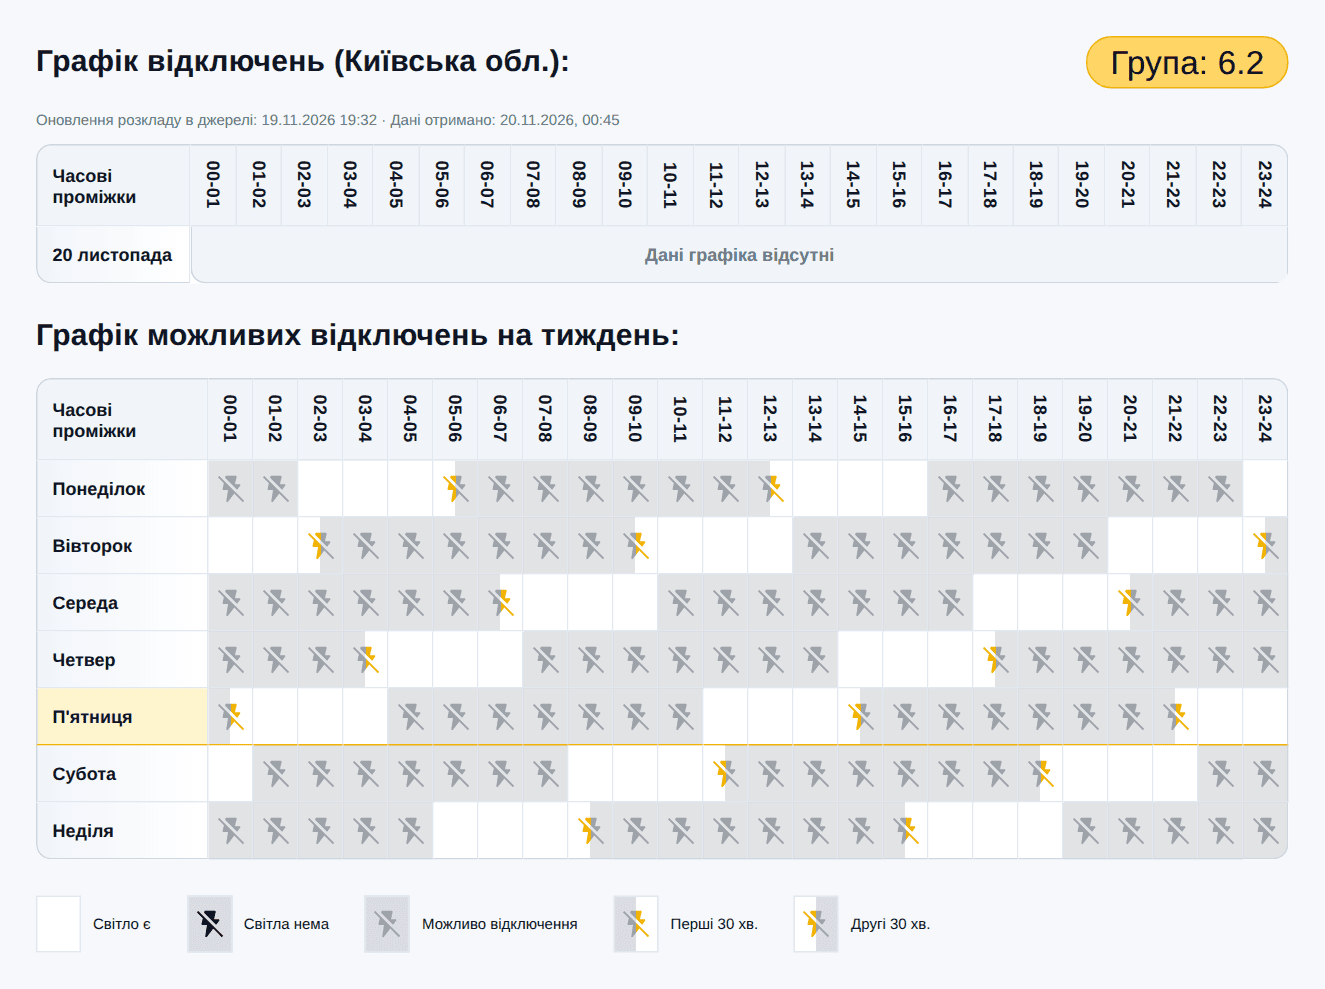 Графік відключень (Київська обл.):
Група: 6.2
Оновлення розкладу в джерелі: 19.11.2026 19:32 · Дані отримано: 20.11.2026, 00:45
Часові
проміжки
00-01 01-02 02-03 03-04 04-05 05-06 06-07 07-08 08-09 09-10 10-11 11-12 12-13 13-14 14-15 15-16 16-17 17-18 18-19 19-20 20-21 21-22 22-23 23-24
20 листопада
Дані графіка відсутні
Графік можливих відключень на тиждень:
Часові
проміжки
00-01 01-02 02-03 03-04 04-05 05-06 06-07 07-08 08-09 09-10 10-11 11-12 12-13 13-14 14-15 15-16 16-17 17-18 18-19 19-20 20-21 21-22 22-23 23-24
Понеділок
Вівторок
Середа
Четвер
П'ятниця
Субота
Неділя
Світло є
Світла нема
Можливо відключення
Перші 30 хв.
Другі 30 хв.